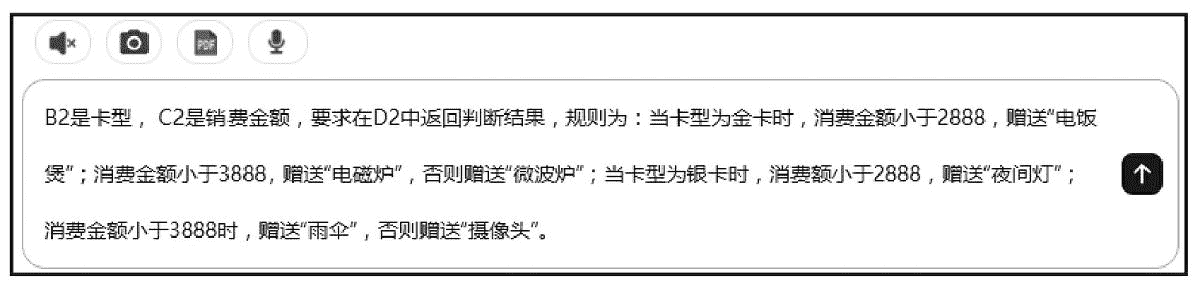 PDF
B2是卡型，C2是销费金额，要求在D2中返回判断结果，规则为：当卡型为金卡时，消费金额小于2888，赠送“电饭
煲”；消费金额小于3888，赠送“电磁炉”，否则赠送“微波炉”；当卡型为银卡时，消费额小于2888，赠送“夜间灯”；
消费金额小于3888时，赠送“雨伞”，否则赠送“摄像头”。